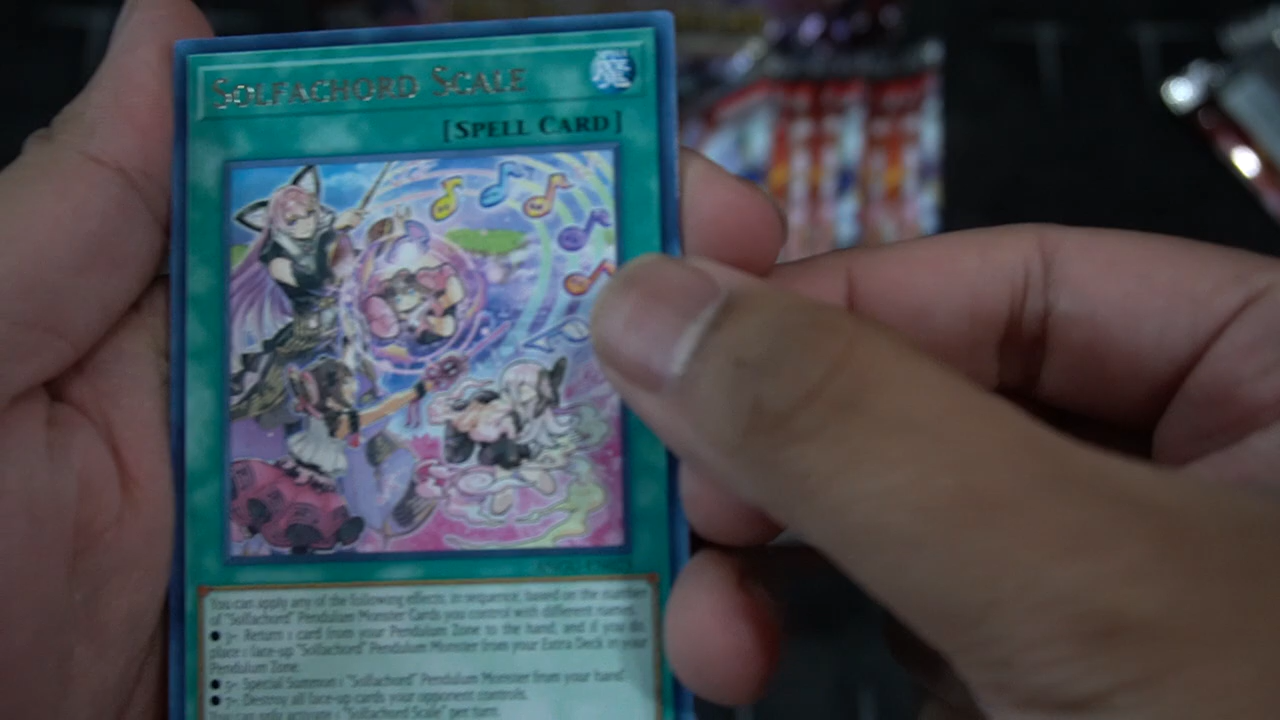 SOLFACHORD SCALE
[SPELL CARD]
You can apply any of the following effects, in sequence, based on the number
of "Solfachord" Pendulum Monster Cards you control with different names.
● 3+: Return 1 card from your Pendulum Zone to the hand, and if you do,
place 1 face-up "Solfachord" Pendulum Monster from your Extra Deck in your
Pendulum Zone.
● 5+: Special Summon 1 "Solfachord" Pendulum Monster from your hand.
● 7+: Destroy all face-up cards your opponent controls.
You can only activate 1 "Solfachord Scale" per turn.